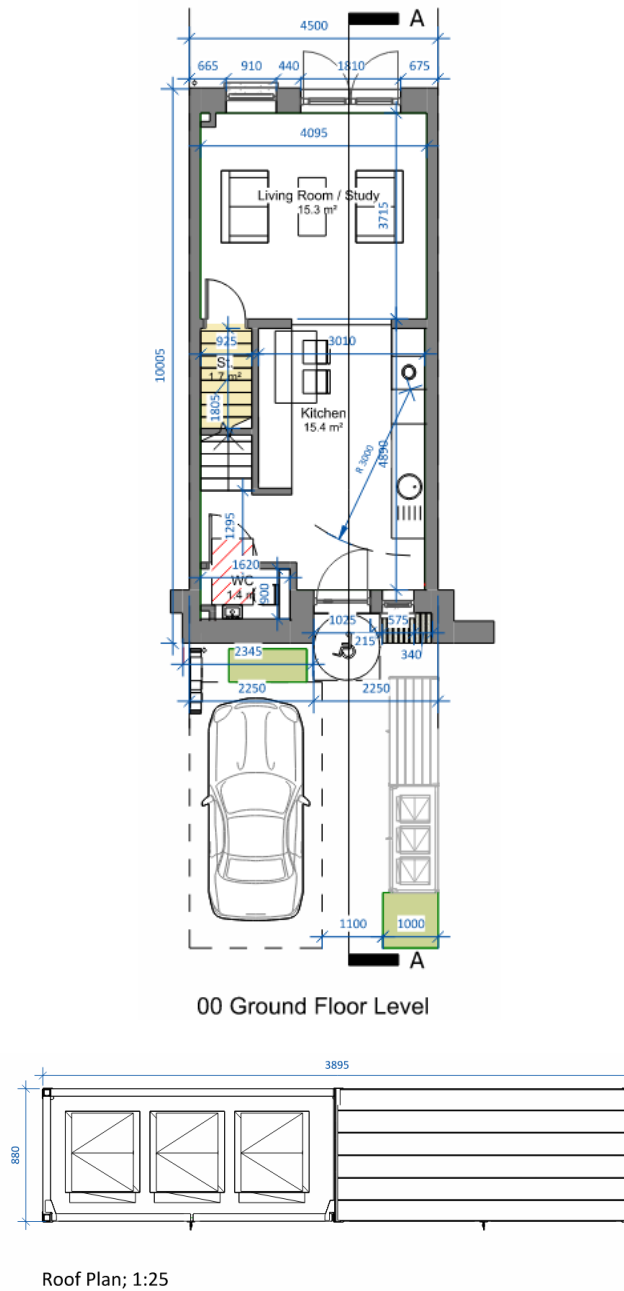 A
4500
665 910 440 1810 675
4095
Living Room / Study
15.3 m²
3715
10005
925 3010
St.
1.7 m²
1805
Kitchen
15.4 m²
R 3000
4890
1295
1620
WC
1.4 m²
900
1025 575
215
2345 340
2250 2250
1100 1000
A
00 Ground Floor Level
3895
880
Roof Plan; 1:25